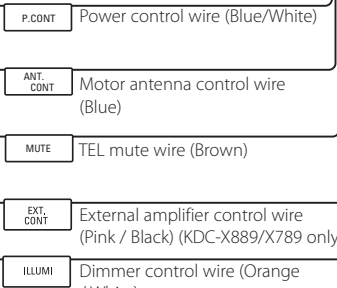 P.CONT
Power control wire (Blue/White)
ANT.
CONT
Motor antenna control wire
(Blue)
MUTE
TEL mute wire (Brown)
EXT.
CONT
External amplifier control wire
(Pink / Black) (KDC-X889/X789 only
ILLUMI
Dimmer control wire (Orange